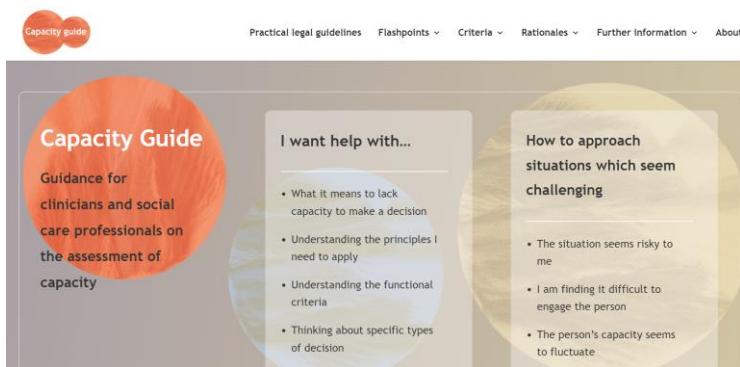 Capacity guide
Practical legal guidelines
Flashpoints
Criteria
Rationales
Further information
About
Capacity Guide
Guidance for
clinicians and social
care professionals on
the assessment of
capacity
I want help with...
• What it means to lack
capacity to make a decision
• Understanding the principles I
need to apply
• Understanding the functional
criteria
• Thinking about specific types
of decision
How to approach
situations which seem
challenging
• The situation seems risky to
me
• I am finding it difficult to
engage the person
• The person’s capacity seems
to fluctuate